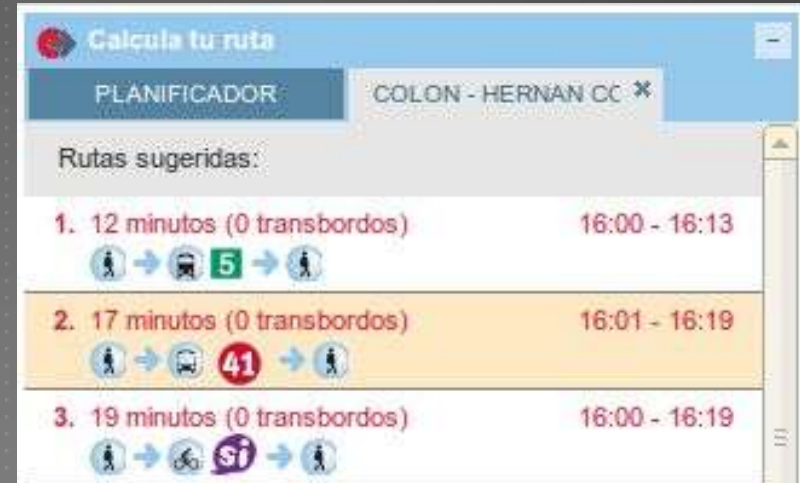 Calcula tu ruta
PLANIFICADOR
COLON - HERNAN CC
Rutas sugeridas:
1. 12 minutos (0 transbordos) 16:00 - 16:13
5
2. 17 minutos (0 transbordos) 16:01 - 16:19
41
3. 19 minutos (0 transbordos) 16:00 - 16:19
si